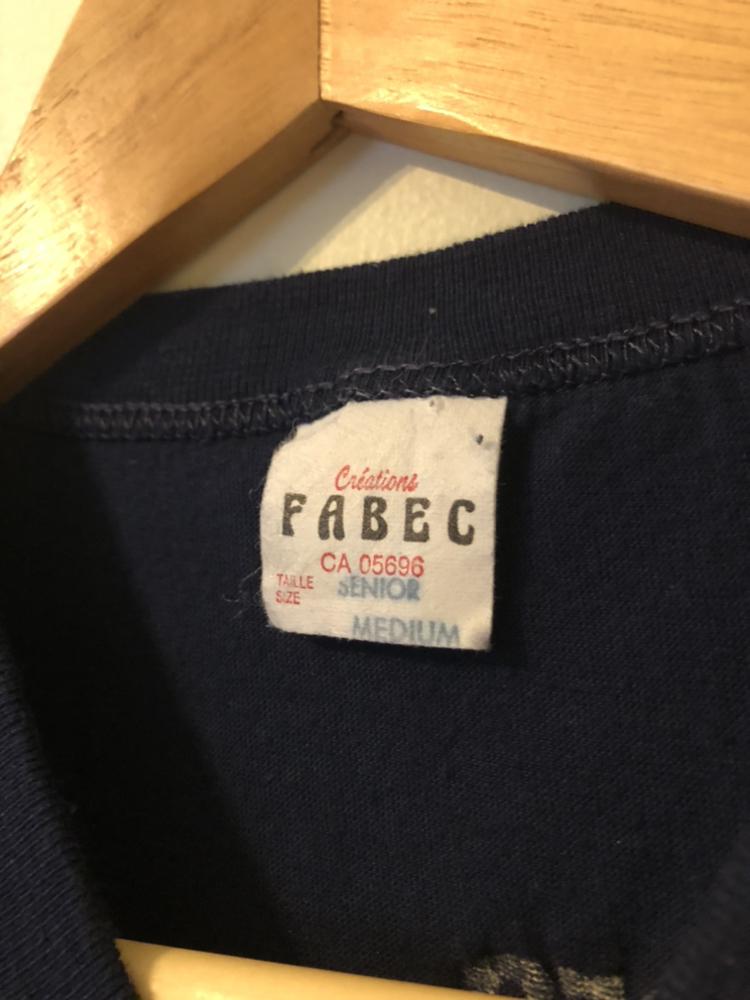 Créations
FABEC
CA 05696
TAILLE SENIOR
SIZE
MEDIUM